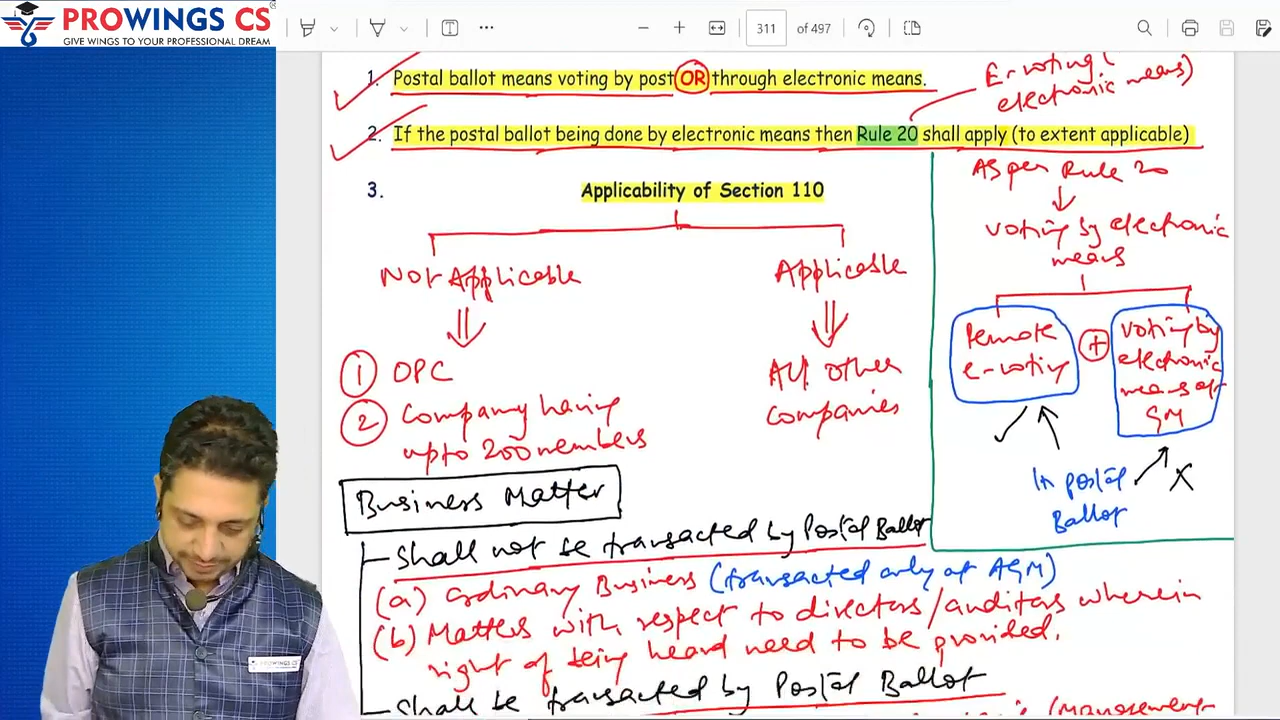 PROWINGS CS
GIVE WINGS TO YOUR PROFESSIONAL DREAM
311 of 497
1. Postal ballot means voting by post OR through electronic means.
E-voting (
electronic means)
2. If the postal ballot being done by electronic means then Rule 20 shall apply (to extent applicable)
3. Applicability of Section 110
Not Applicable
Applicable
1 OPC
2 Company having
upto 200 members
All other
companies
As per Rule 20
voting by electronic
means
Remote
e-voting
+
voting by
electronic
means at
GM
In postal
Ballot
Business Matter
Shall not be transacted by Postal Ballot
(a) Ordinary Business (transacted only at AGM)
(b) Matters with respect to directors/auditors wherein
right of being heard need to be provided.
Shall be transacted by Postal Ballot
(Management
PROWINGS CS